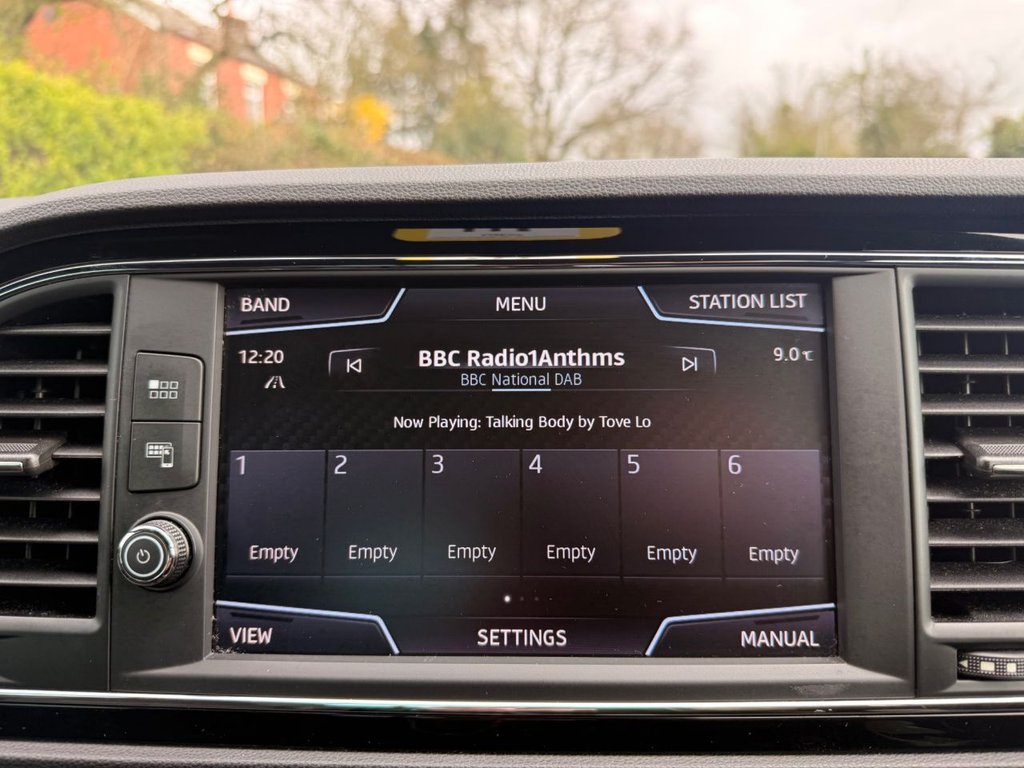 BAND MENU STATION LIST
12:20 BBC Radio1Anthms 9.0°C
BBC National DAB
Now Playing: Talking Body by Tove Lo
1 2 3 4 5 6
Empty Empty Empty Empty Empty Empty
VIEW SETTINGS MANUAL